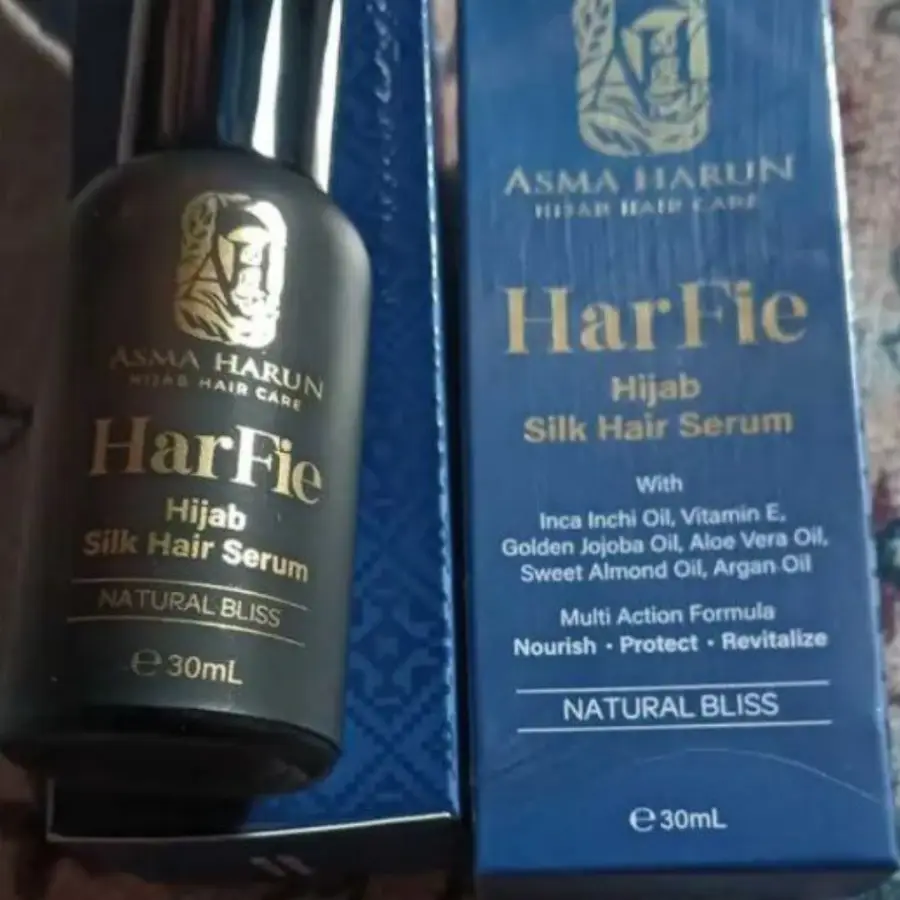 ASMA HARUN
HIJAB HAIR CARE
HarFie
Hijab
Silk Hair Serum
NATURAL BLISS
℮30mL
ASMA HARUN
HIJAB HAIR CARE
HarFie
Hijab
Silk Hair Serum
With
Inca Inchi Oil, Vitamin E,
Golden Jojoba Oil, Aloe Vera Oil,
Sweet Almond Oil, Argan Oil
Multi Action Formula
Nourish • Protect • Revitalize
NATURAL BLISS
℮30mL